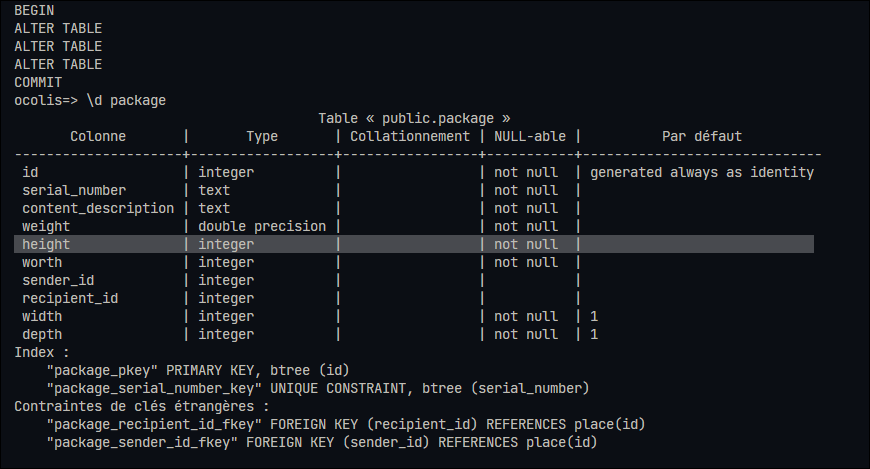 BEGIN
ALTER TABLE
ALTER TABLE
ALTER TABLE
COMMIT
ocolis=> \d package
                                      Table « public.package »
       Colonne       |       Type       | Collationnement | NULL-able |          Par défaut
---------------------+------------------+-----------------+-----------+------------------------------
 id                  | integer          |                 | not null  | generated always as identity
 serial_number       | text             |                 | not null  |
 content_description | text             |                 | not null  |
 weight              | double precision |                 | not null  |
 height              | integer          |                 | not null  |
 worth               | integer          |                 | not null  |
 sender_id           | integer          |                 |           |
 recipient_id        | integer          |                 |           |
 width               | integer          |                 | not null  | 1
 depth               | integer          |                 | not null  | 1
Index :
    "package_pkey" PRIMARY KEY, btree (id)
    "package_serial_number_key" UNIQUE CONSTRAINT, btree (serial_number)
Contraintes de clés étrangères :
    "package_recipient_id_fkey" FOREIGN KEY (recipient_id) REFERENCES place(id)
    "package_sender_id_fkey" FOREIGN KEY (sender_id) REFERENCES place(id)